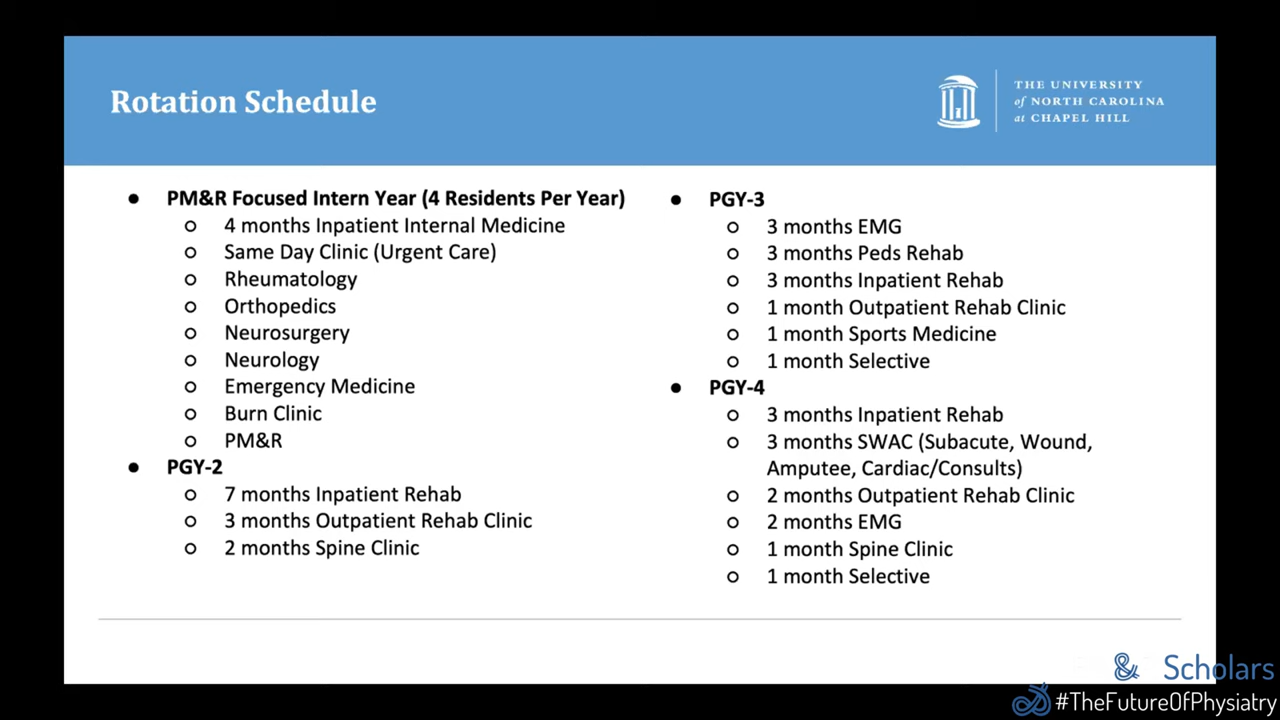 Rotation Schedule
THE UNIVERSITY
of NORTH CAROLINA
at CHAPEL HILL
● PM&R Focused Intern Year (4 Residents Per Year)
○ 4 months Inpatient Internal Medicine
○ Same Day Clinic (Urgent Care)
○ Rheumatology
○ Orthopedics
○ Neurosurgery
○ Neurology
○ Emergency Medicine
○ Burn Clinic
○ PM&R
● PGY-2
○ 7 months Inpatient Rehab
○ 3 months Outpatient Rehab Clinic
○ 2 months Spine Clinic
● PGY-3
○ 3 months EMG
○ 3 months Peds Rehab
○ 3 months Inpatient Rehab
○ 1 month Outpatient Rehab Clinic
○ 1 month Sports Medicine
○ 1 month Selective
● PGY-4
○ 3 months Inpatient Rehab
○ 3 months SWAC (Subacute, Wound,
Amputee, Cardiac/Consults)
○ 2 months Outpatient Rehab Clinic
○ 2 months EMG
○ 1 month Spine Clinic
○ 1 month Selective
& Scholars
#TheFutureOfPhysiatry